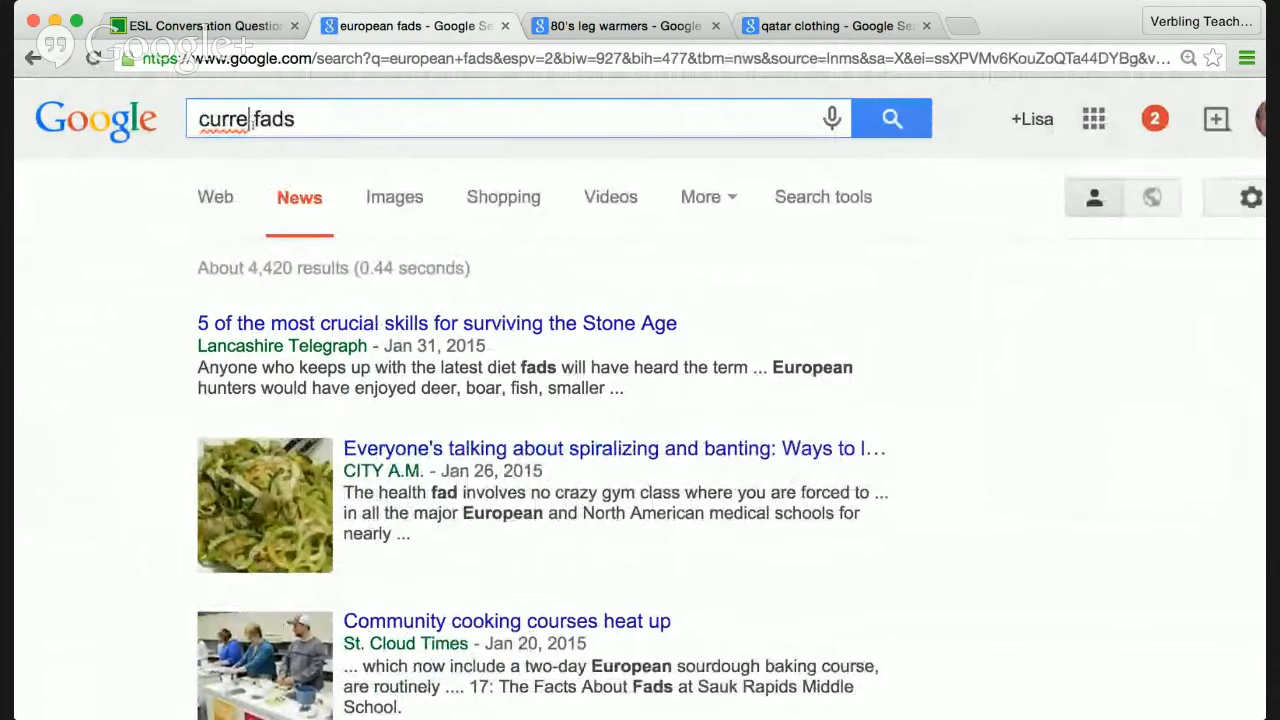 ESL Conversation Question
european fads - Google Se
80's leg warmers - Google
qatar clothing - Google Se
Verbling Teach...
Google+
https://www.google.com/search?q=european+fads&espv=2&biw=927&bih=477&tbm=nws&source=lnms&sa=X&ei=ssXPVMv6KouZoQTa44DYBg&v...
Google
curre fads
+Lisa
2
Web
News
Images
Shopping
Videos
More
Search tools
About 4,420 results (0.44 seconds)
5 of the most crucial skills for surviving the Stone Age
Lancashire Telegraph - Jan 31, 2015
Anyone who keeps up with the latest diet fads will have heard the term ... European
hunters would have enjoyed deer, boar, fish, smaller ...
Everyone's talking about spiralizing and banting: Ways to l...
CITY A.M. - Jan 26, 2015
The health fad involves no crazy gym class where you are forced to ...
in all the major European and North American medical schools for
nearly ...
Community cooking courses heat up
St. Cloud Times - Jan 20, 2015
... which now include a two-day European sourdough baking course,
are routinely .... 17: The Facts About Fads at Sauk Rapids Middle
School.